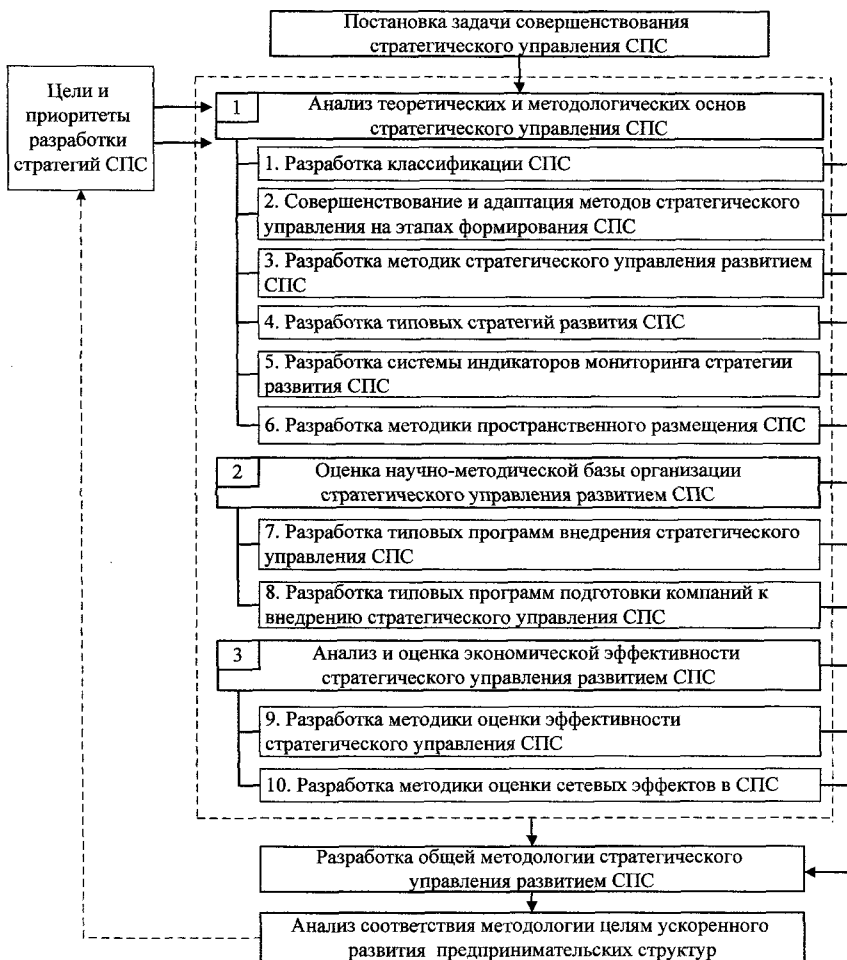 Постановка задачи совершенствования
стратегического управления СПС
Цели и
приоритеты
разработки
стратегий СПС
1
Анализ теоретических и методологических основ
стратегического управления СПС
1. Разработка классификации СПС
2. Совершенствование и адаптация методов стратегического
управления на этапах формирования СПС
3. Разработка методик стратегического управления развитием
СПС
4. Разработка типовых стратегий развития СПС
5. Разработка системы индикаторов мониторинга стратегии
развития СПС
6. Разработка методики пространственного размещения СПС
2
Оценка научно-методической базы организации
стратегического управления развитием СПС
7. Разработка типовых программ внедрения стратегического
управления СПС
8. Разработка типовых программ подготовки компаний к
внедрению стратегического управления СПС
3
Анализ и оценка экономической эффективности
стратегического управления развитием СПС
9. Разработка методики оценки эффективности
стратегического управления СПС
10. Разработка методики оценки сетевых эффектов в СПС
Разработка общей методологии стратегического
управления развитием СПС
Анализ соответствия методологии целям ускоренного
развития предпринимательских структур